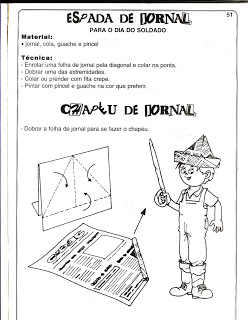 51
ESPADA DE JORNAL
PARA O DIA DO SOLDADO
Material:
• jornal, cola, guache e pincel
Técnica:
- Enrolar uma folha de jornal pela diagonal e colar na ponta.
- Dobrar uma das extremidades.
- Colar ou prender com fita crepe.
- Pintar com pincel e guache na cor que preferir.
CHAPÉU DE JORNAL
- Dobrar a folha de jornal para se fazer o chapéu.